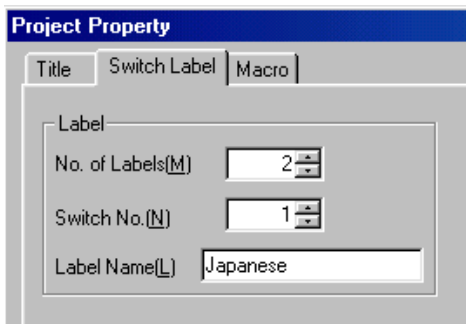 Project Property
Title Switch Label Macro
Label
No. of Labels(M) 2
Switch No.(N) 1
Label Name(L) Japanese